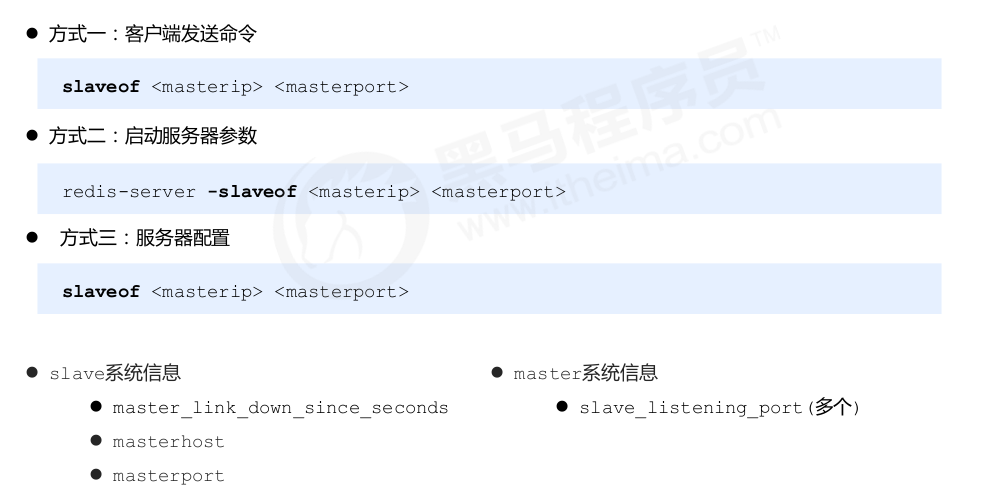 方式一：客户端发送命令
slaveof <masterip> <masterport>
方式二：启动服务器参数
redis-server -slaveof <masterip> <masterport>
方式三：服务器配置
slaveof <masterip> <masterport>
slave系统信息
master_link_down_since_seconds
masterhost
masterport
master系统信息
slave_listening_port(多个)
黑马程序员™
www.itheima.com